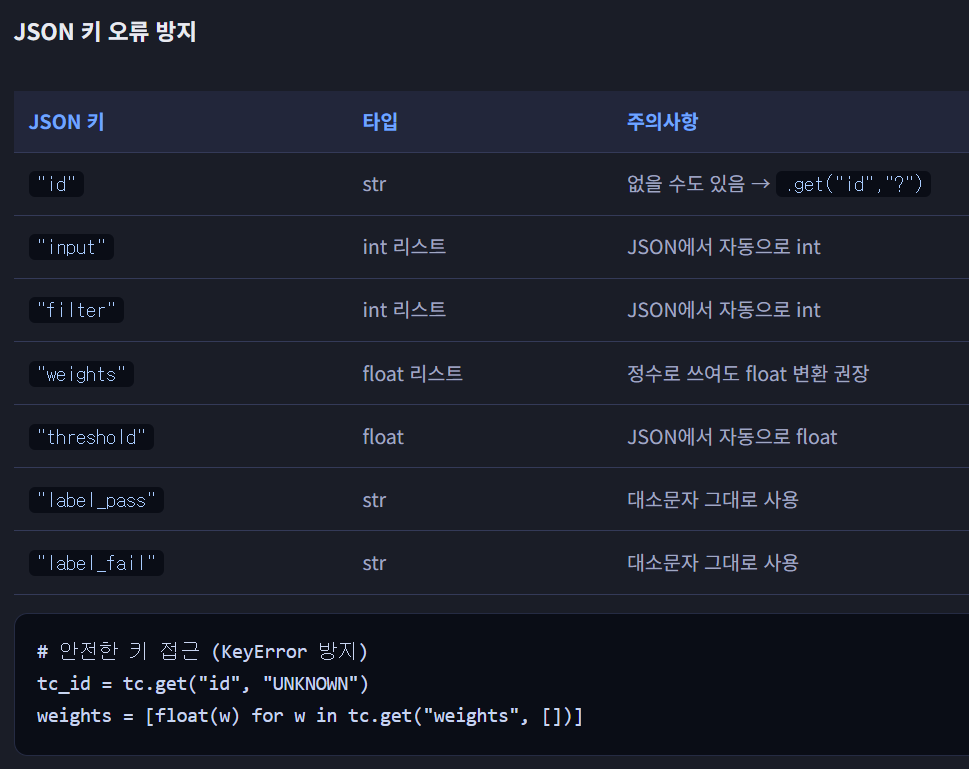 JSON 키 오류 방지
JSON 키 타입 주의사항
"id" str 없을 수도 있음 → .get("id","?")
"input" int 리스트 JSON에서 자동으로 int
"filter" int 리스트 JSON에서 자동으로 int
"weights" float 리스트 정수로 쓰여도 float 변환 권장
"threshold" float JSON에서 자동으로 float
"label_pass" str 대소문자 그대로 사용
"label_fail" str 대소문자 그대로 사용
# 안전한 키 접근 (KeyError 방지)
tc_id = tc.get("id", "UNKNOWN")
weights = [float(w) for w in tc.get("weights", [])]